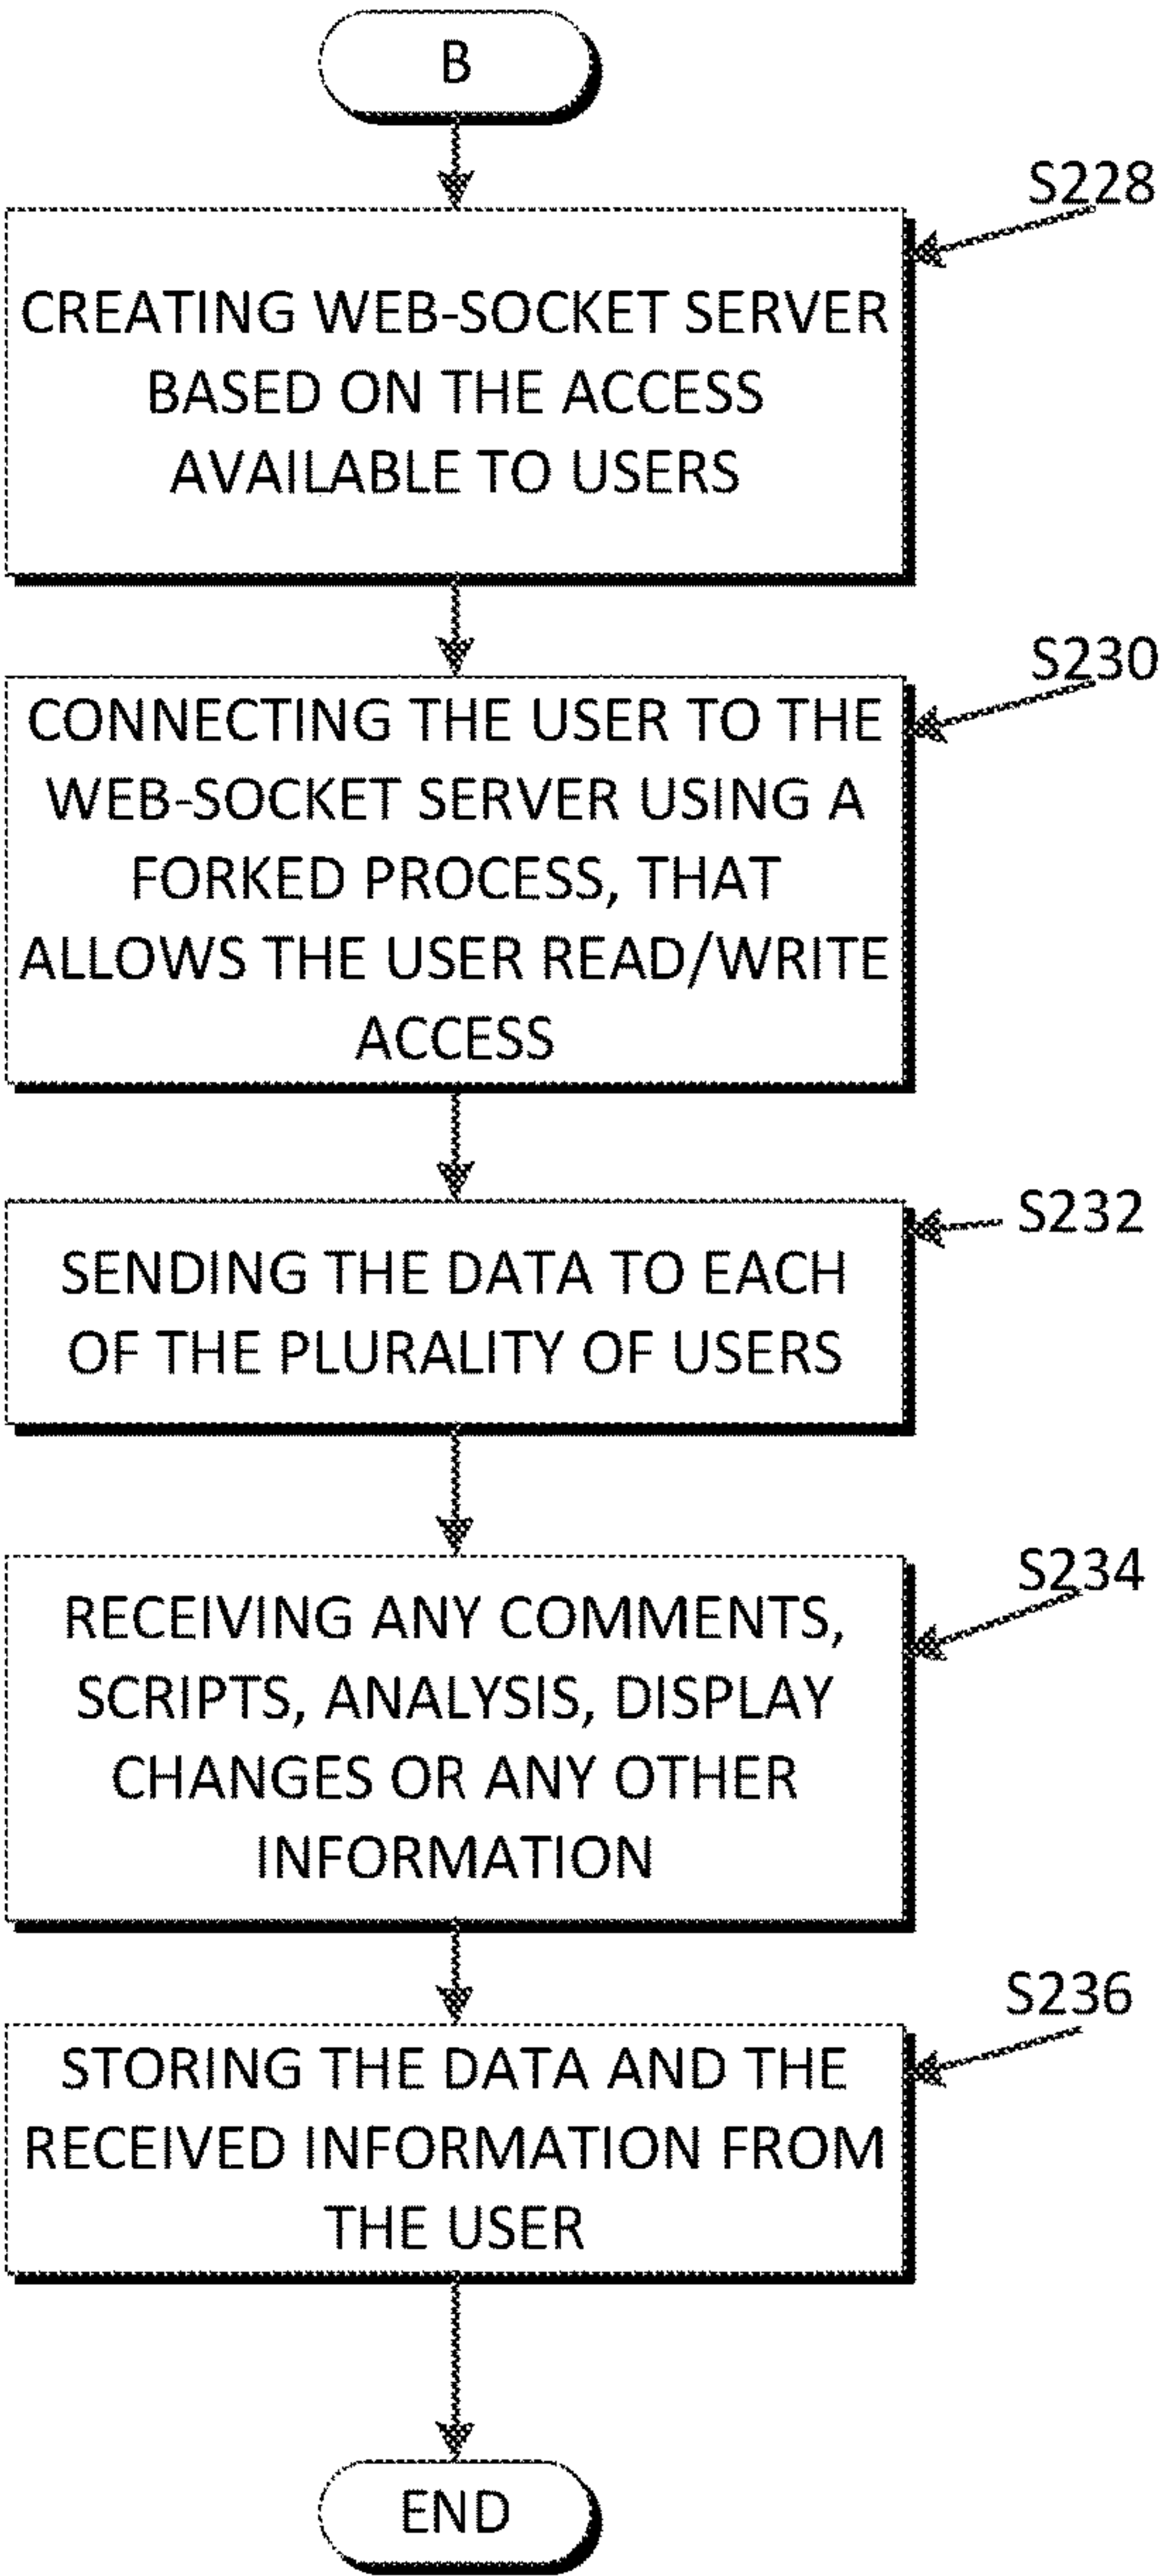 B
S228
CREATING WEB-SOCKET SERVER
BASED ON THE ACCESS
AVAILABLE TO USERS
S230
CONNECTING THE USER TO THE
WEB-SOCKET SERVER USING A
FORKED PROCESS, THAT
ALLOWS THE USER READ/WRITE
ACCESS
S232
SENDING THE DATA TO EACH
OF THE PLURALITY OF USERS
S234
RECEIVING ANY COMMENTS,
SCRIPTS, ANALYSIS, DISPLAY
CHANGES OR ANY OTHER
INFORMATION
S236
STORING THE DATA AND THE
RECEIVED INFORMATION FROM
THE USER
END